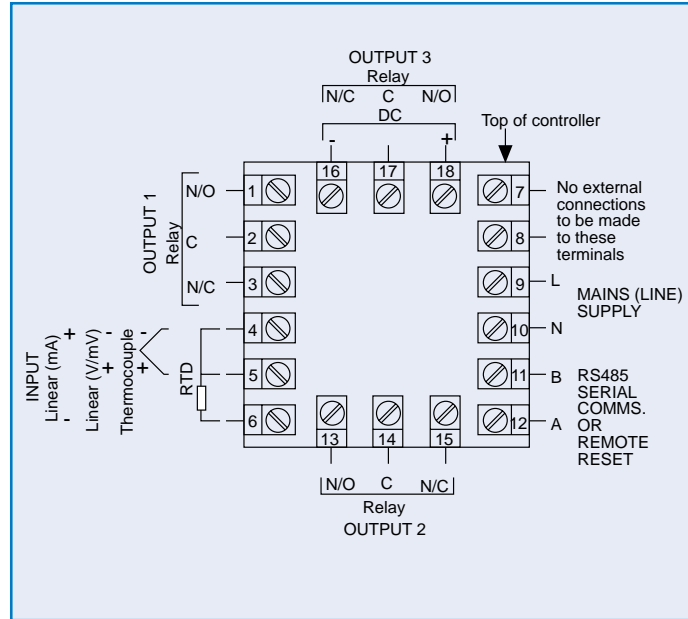 OUTPUT 3
Relay
N/C C N/O
DC
- +
Top of controller
16 17 18
OUTPUT 1
Relay
N/O
C
N/C
1
2
3
4
5
6
7
8
9
10
11
12
No external
connections
to be made
to these
terminals
L
N
MAINS (LINE)
SUPPLY
B
A
RS485
SERIAL
COMMS.
OR
REMOTE
RESET
INPUT
Linear (mA)
+
-
Linear (V/mV)
-
+
Thermocouple
-
+
RTD
13 14 15
N/O C N/C
Relay
OUTPUT 2